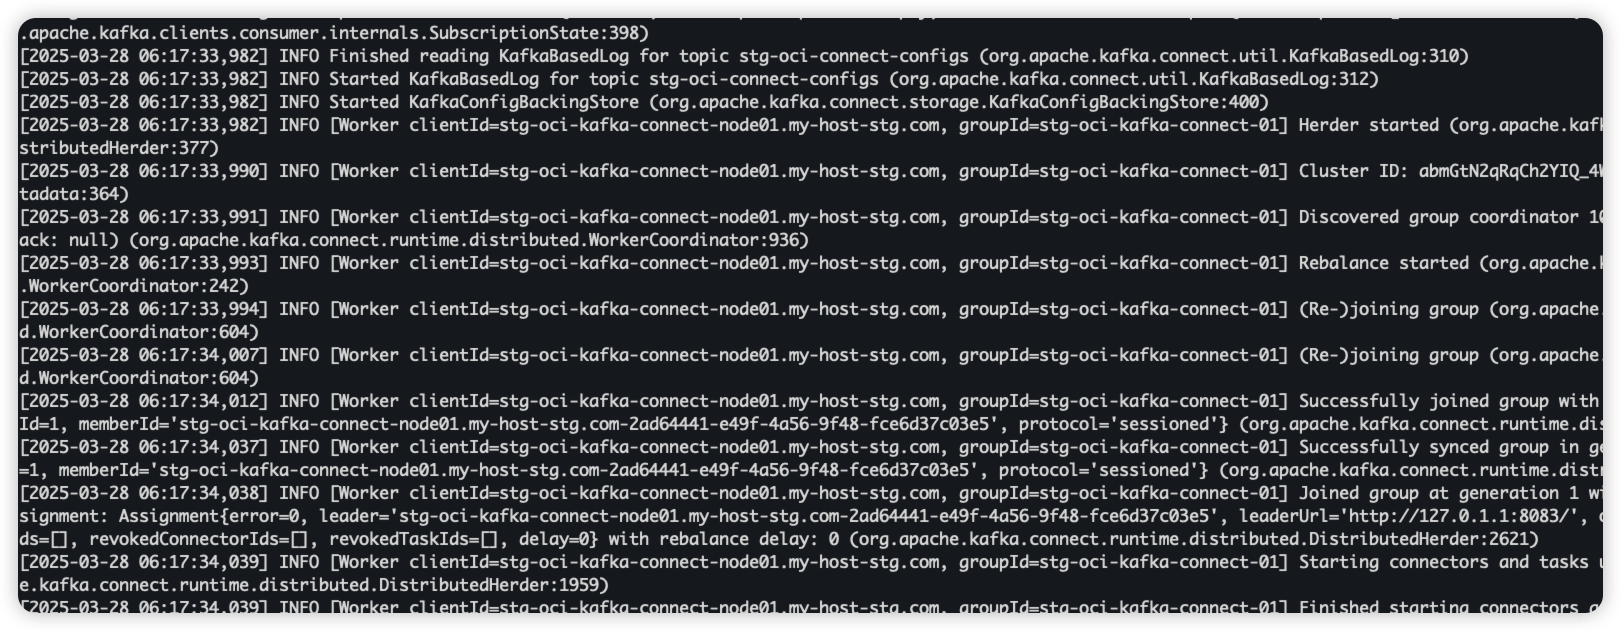 .apache.kafka.clients.consumer.internals.SubscriptionState:398)
[2025-03-28 06:17:33,982] INFO Finished reading KafkaBasedLog for topic stg-oci-connect-configs (org.apache.kafka.connect.util.KafkaBasedLog:310)
[2025-03-28 06:17:33,982] INFO Started KafkaBasedLog for topic stg-oci-connect-configs (org.apache.kafka.connect.util.KafkaBasedLog:312)
[2025-03-28 06:17:33,982] INFO Started KafkaConfigBackingStore (org.apache.kafka.connect.storage.KafkaConfigBackingStore:400)
[2025-03-28 06:17:33,982] INFO [Worker clientId=stg-oci-kafka-connect-node01.my-host-stg.com, groupId=stg-oci-kafka-connect-01] Herder started (org.apache.kaf
stributedHerder:377)
[2025-03-28 06:17:33,990] INFO [Worker clientId=stg-oci-kafka-connect-node01.my-host-stg.com, groupId=stg-oci-kafka-connect-01] Cluster ID: abmGtN2qRqCh2YIQ_4
tadata:364)
[2025-03-28 06:17:33,991] INFO [Worker clientId=stg-oci-kafka-connect-node01.my-host-stg.com, groupId=stg-oci-kafka-connect-01] Discovered group coordinator 10
ack: null) (org.apache.kafka.connect.runtime.distributed.WorkerCoordinator:936)
[2025-03-28 06:17:33,993] INFO [Worker clientId=stg-oci-kafka-connect-node01.my-host-stg.com, groupId=stg-oci-kafka-connect-01] Rebalance started (org.apache.
.WorkerCoordinator:242)
[2025-03-28 06:17:33,994] INFO [Worker clientId=stg-oci-kafka-connect-node01.my-host-stg.com, groupId=stg-oci-kafka-connect-01] (Re-)joining group (org.apache.
d.WorkerCoordinator:604)
[2025-03-28 06:17:34,007] INFO [Worker clientId=stg-oci-kafka-connect-node01.my-host-stg.com, groupId=stg-oci-kafka-connect-01] (Re-)joining group (org.apache.
d.WorkerCoordinator:604)
[2025-03-28 06:17:34,012] INFO [Worker clientId=stg-oci-kafka-connect-node01.my-host-stg.com, groupId=stg-oci-kafka-connect-01] Successfully joined group with
Id=1, memberId='stg-oci-kafka-connect-node01.my-host-stg.com-2ad64441-e49f-4a56-9f48-fce6d37c03e5', protocol='sessioned'} (org.apache.kafka.connect.runtime.dis
[2025-03-28 06:17:34,037] INFO [Worker clientId=stg-oci-kafka-connect-node01.my-host-stg.com, groupId=stg-oci-kafka-connect-01] Successfully synced group in ge
=1, memberId='stg-oci-kafka-connect-node01.my-host-stg.com-2ad64441-e49f-4a56-9f48-fce6d37c03e5', protocol='sessioned'} (org.apache.kafka.connect.runtime.distr
[2025-03-28 06:17:34,038] INFO [Worker clientId=stg-oci-kafka-connect-node01.my-host-stg.com, groupId=stg-oci-kafka-connect-01] Joined group at generation 1 wi
signment: Assignment{error=0, leader='stg-oci-kafka-connect-node01.my-host-stg.com-2ad64441-e49f-4a56-9f48-fce6d37c03e5', leaderUrl='http://127.0.1.1:8083/', c
ds=[], revokedConnectorIds=[], revokedTaskIds=[], delay=0} with rebalance delay: 0 (org.apache.kafka.connect.runtime.distributed.DistributedHerder:2621)
[2025-03-28 06:17:34,039] INFO [Worker clientId=stg-oci-kafka-connect-node01.my-host-stg.com, groupId=stg-oci-kafka-connect-01] Starting connectors and tasks u
e.kafka.connect.runtime.distributed.DistributedHerder:1959)
[2025-03-28 06:17:34,039] INFO [Worker clientId=stg-oci-kafka-connect-node01.my-host-stg.com, groupId=stg-oci-kafka-connect-01] Finished starting connectors a